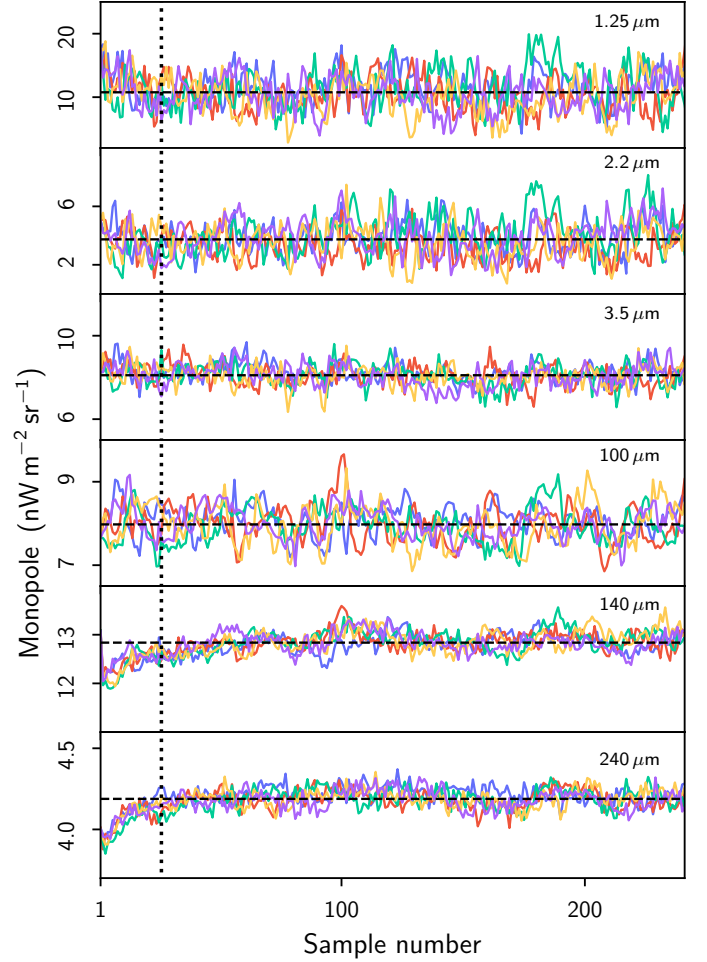 1.25 μm
20
10
2.2 μm
6
2
3.5 μm
10
6
100 μm
9
7
140 μm
13
12
240 μm
4.5
4.0
Monopole (nW m⁻² sr⁻¹)
1 100 200
Sample number